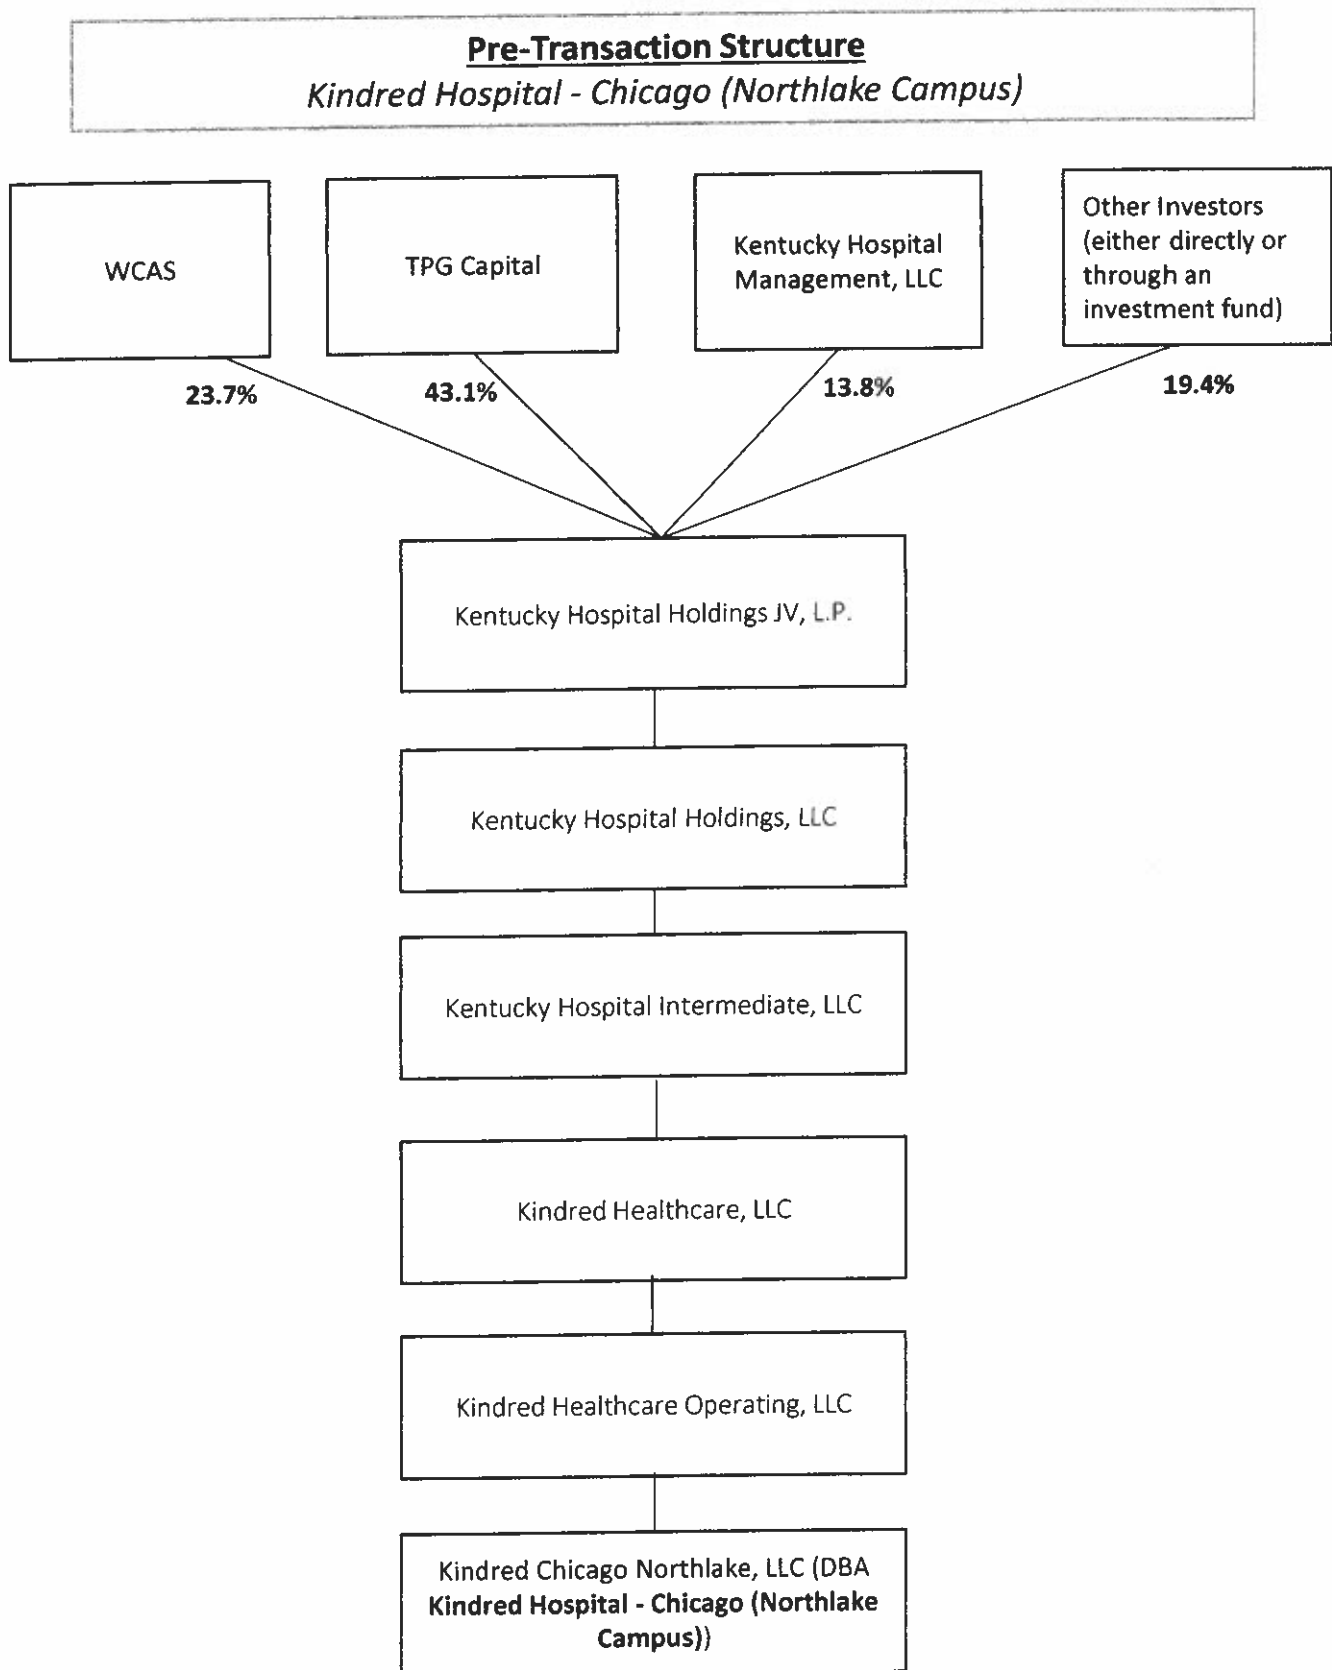 Pre-Transaction Structure
Kindred Hospital - Chicago (Northlake Campus)
WCAS
TPG Capital
Kentucky Hospital
Management, LLC
Other Investors
(either directly or
through an
investment fund)
23.7%
43.1%
13.8%
19.4%
Kentucky Hospital Holdings JV, L.P.
Kentucky Hospital Holdings, LLC
Kentucky Hospital Intermediate, LLC
Kindred Healthcare, LLC
Kindred Healthcare Operating, LLC
Kindred Chicago Northlake, LLC (DBA
Kindred Hospital - Chicago (Northlake
Campus))